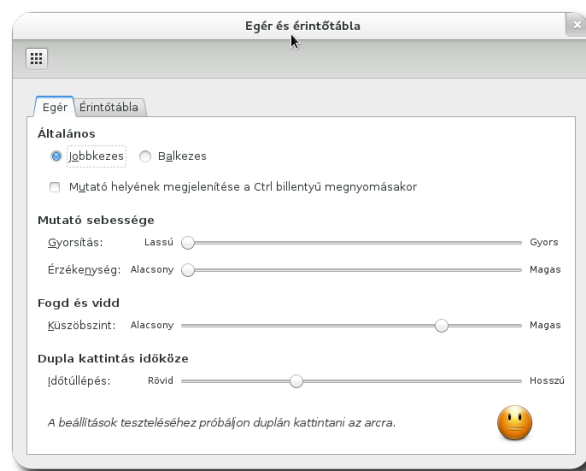 Egér és érintőtábla
Egér Érintőtábla
Általános
Jobbkezes Balkezes
Mutató helyének megjelenítése a Ctrl billentyű megnyomásakor
Mutató sebessége
Gyorsítás: Lassú Gyors
Érzékenység: Alacsony Magas
Fogd és vidd
Küszöbszint: Alacsony Magas
Dupla kattintás időköze
Időtúllépés: Rövid Hosszú
A beállítások teszteléséhez próbáljon duplán kattintani az arcra.